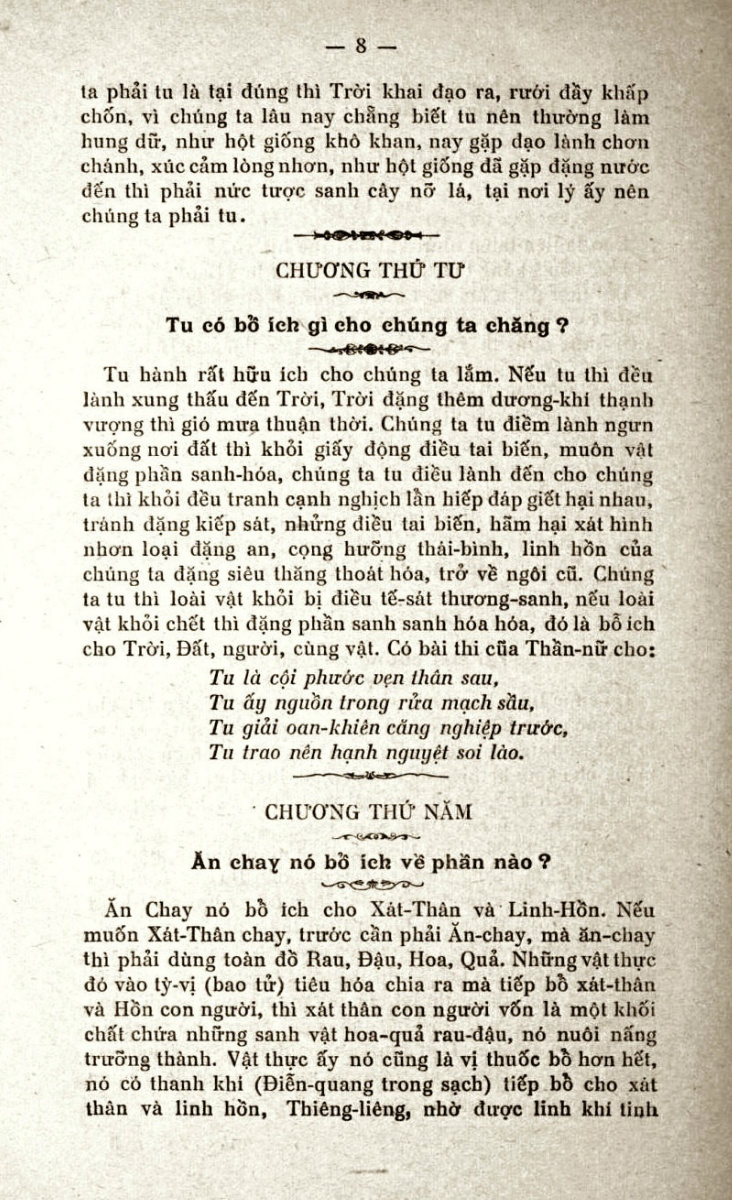 — 8 —
ta phải tu là tại đúng thì Trời khai đạo ra, rưới đầy khắp
chốn, vì chúng ta lâu nay chẳng biết tu nên thường làm
hung dữ, như hột giống khô khan, nay gặp đạo lành chơn
chánh, xúc cảm lòng nhơn, như hột giống đã gặp đặng nước
đến thì phải nứt tược sanh cây nỡ lá, tại nơi lý ấy nên
chúng ta phải tu.
CHƯƠNG THỨ TƯ
Tu có bổ ích gì cho chúng ta chăng ?
Tu hành rất hữu ích cho chúng ta lắm. Nếu tu thì đều
lành xung thấu đến Trời, Trời đặng thêm dương-khí thạnh
vượng thì gió mưa thuận thời. Chúng ta tu điềm lành ngưn
xuống nơi đất thì khỏi giấy động điều tai biến, muôn vật
đặng phần sanh-hóa, chúng ta tu điều lành đến cho chúng
ta thì khỏi đều tranh cạnh nghịch lẫn hiếp đáp giết hại nhau,
tránh đặng kiếp sát, nhửng điều tai biến, hãm hại xát hình
nhơn loại đặng an, cọng hưỡng thái-bình, linh hồn của
chúng ta đặng siêu thăng thoát hóa, trở về ngôi cũ. Chúng
ta tu thì loài vật khỏi bị điều tế-sát thương-sanh, nếu loài
vật khỏi chết thì đặng phần sanh sanh hóa hóa, đó là bỗ ích
cho Trời, Đất, người, cùng vật. Có bài thi của Thần-nữ cho:
Tu là cội phước vẹn thân sau,
Tu ấy nguồn trong rửa mạch sầu,
Tu giải oan-khiên căng nghiệp trước,
Tu trao nên hạnh nguyệt soi lào.
CHƯƠNG THỨ NĂM
Ăn chay nó bổ ích về phần nào ?
Ăn Chay nó bổ ích cho Xát-Thân và Linh-Hồn. Nếu
muốn Xát-Thân chay, trước cần phải Ăn-chay, mà ăn-chay
thì phải dùng toàn đồ Rau, Đậu, Hoa, Quả. Những vật thực
đó vào tỳ-vị (bao tử) tiêu hóa chia ra mà tiếp bổ xát-thân
và Hồn con người, thì xát thân con người vốn là một khối
chất chứa những sanh vật hoa-quả rau-đậu, nó nuôi nấng
trưỡng thành. Vật thực ấy nó cũng là vị thuốc bổ hơn hết,
nó có thanh khí (Điễn-quang trong sạch) tiếp bổ cho xát
thân và linh hồn, Thiêng-liêng, nhờ được linh khí tinh